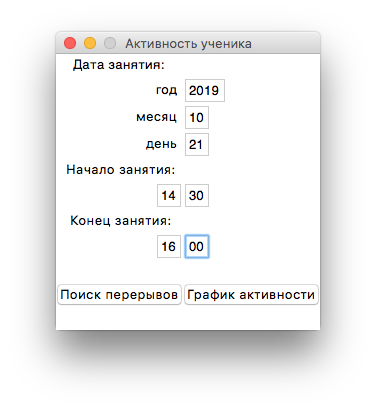 Активность ученика
Дата занятия:
год 2019
месяц 10
день 21
Начало занятия:
14 30
Конец занятия:
16 00
Поиск перерывов График активности